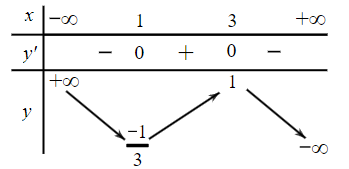 x −∞ 1 3 +∞
y' − 0 + 0 −
+∞ 1
y
−1
3 −∞